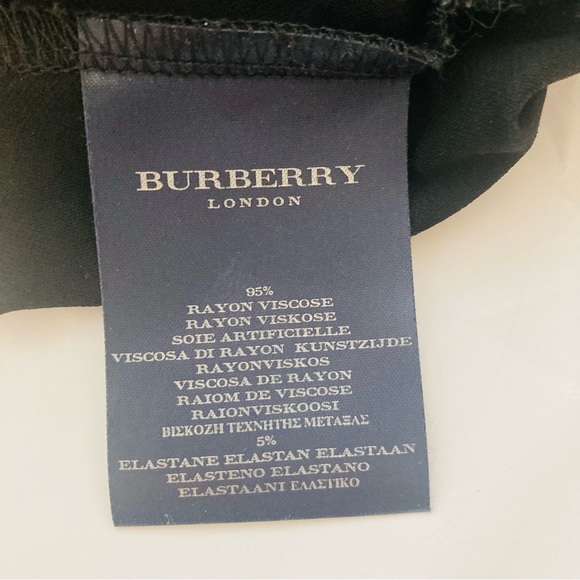 BURBERRY
LONDON
95%
RAYON VISCOSE
RAYON VISKOSE
SOIE ARTIFICIELLE
VISCOSA DI RAYON KUNSTZIJDE
RAYONVISKOS
VISCOSA DE RAYON
RAIOM DE VISCOSE
RAIONVISKOOSI
ΒΙΣΚΟΖΗ ΤΕΧΝΗΤΗΣ ΜΕΤΑΞΑΣ
5%
ELASTANE ELASTAN ELASTAAN
ELASTENO ELASTANO
ELASTAANI ΕΛΑΣΤΙΚΟ